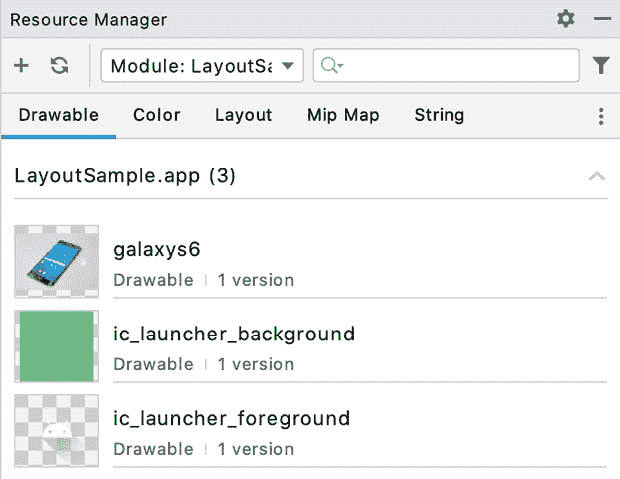 Resource Manager
Module: LayoutSa
Drawable Color Layout Mip Map String
LayoutSample.app (3)
galaxys6
Drawable | 1 version
ic_launcher_background
Drawable | 1 version
ic_launcher_foreground
Drawable | 1 version